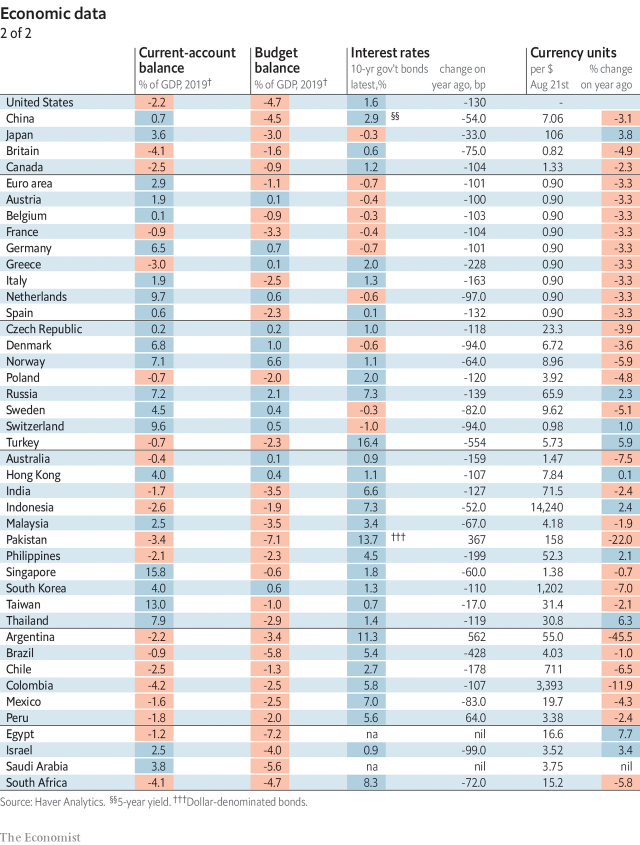 Economic data
2 of 2
Current-account balance % of GDP, 2019† Budget balance % of GDP, 2019† Interest rates 10-yr gov't bonds latest,% change on year ago, bp Currency units per $ Aug 21st % change on year ago
United States -2.2 -4.7 1.6 -130 -
China 0.7 -4.5 2.9 §§ -54.0 7.06 -3.1
Japan 3.6 -3.0 -0.3 -33.0 106 3.8
Britain -4.1 -1.6 0.6 -75.0 0.82 -4.9
Canada -2.5 -0.9 1.2 -104 1.33 -2.3
Euro area 2.9 -1.1 -0.7 -101 0.90 -3.3
Austria 1.9 0.1 -0.4 -100 0.90 -3.3
Belgium 0.1 -0.9 -0.3 -103 0.90 -3.3
France -0.9 -3.3 -0.4 -104 0.90 -3.3
Germany 6.5 0.7 -0.7 -101 0.90 -3.3
Greece -3.0 0.1 2.0 -228 0.90 -3.3
Italy 1.9 -2.5 1.3 -163 0.90 -3.3
Netherlands 9.7 0.6 -0.6 -97.0 0.90 -3.3
Spain 0.6 -2.3 0.1 -132 0.90 -3.3
Czech Republic 0.2 0.2 1.0 -118 23.3 -3.9
Denmark 6.8 1.0 -0.6 -94.0 6.72 -3.6
Norway 7.1 6.6 1.1 -64.0 8.96 -5.9
Poland -0.7 -2.0 2.0 -120 3.92 -4.8
Russia 7.2 2.1 7.3 -139 65.9 2.3
Sweden 4.5 0.4 -0.3 -82.0 9.62 -5.1
Switzerland 9.6 0.5 -1.0 -94.0 0.98 1.0
Turkey -0.7 -2.3 16.4 -554 5.73 5.9
Australia -0.4 0.1 0.9 -159 1.47 -7.5
Hong Kong 4.0 0.4 1.1 -107 7.84 0.1
India -1.7 -3.5 6.6 -127 71.5 -2.4
Indonesia -2.6 -1.9 7.3 -52.0 14,240 2.4
Malaysia 2.5 -3.5 3.4 -67.0 4.18 -1.9
Pakistan -3.4 -7.1 13.7 ††† 367 158 -22.0
Philippines -2.1 -2.3 4.5 -199 52.3 2.1
Singapore 15.8 -0.6 1.8 -60.0 1.38 -0.7
South Korea 4.0 0.6 1.3 -110 1,202 -7.0
Taiwan 13.0 -1.0 0.7 -17.0 31.4 -2.1
Thailand 7.9 -2.9 1.4 -119 30.8 6.3
Argentina -2.2 -3.4 11.3 562 55.0 -45.5
Brazil -0.9 -5.8 5.4 -428 4.03 -1.0
Chile -2.5 -1.3 2.7 -178 711 -6.5
Colombia -4.2 -2.5 5.8 -107 3,393 -11.9
Mexico -1.6 -2.5 7.0 -83.0 19.7 -4.3
Peru -1.8 -2.0 5.6 64.0 3.38 -2.4
Egypt -1.2 -7.2 na nil 16.6 7.7
Israel 2.5 -4.0 0.9 -99.0 3.52 3.4
Saudi Arabia 3.8 -5.6 na nil 3.75 nil
South Africa -4.1 -4.7 8.3 -72.0 15.2 -5.8
Source: Haver Analytics. §§5-year yield. †††Dollar-denominated bonds.
The Economist